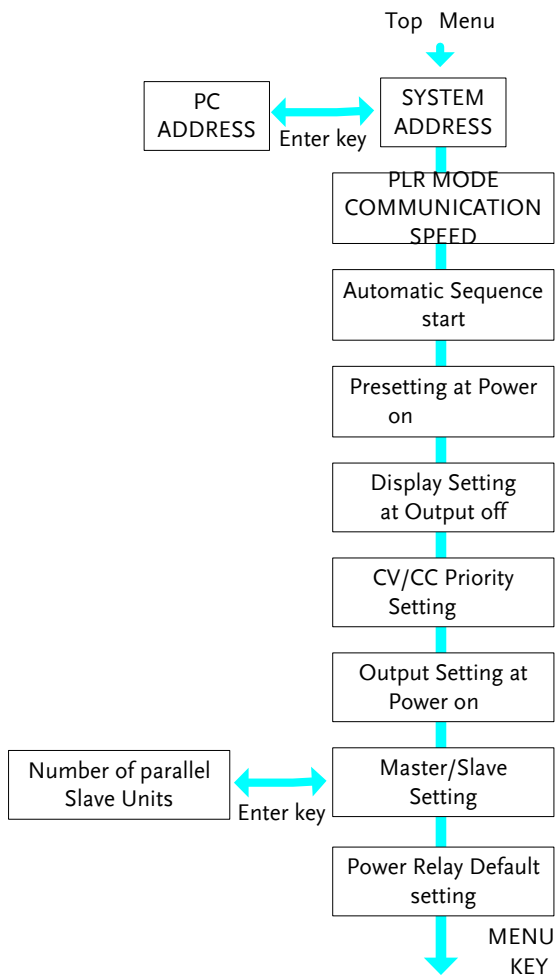 Top Menu
PC
ADDRESS
Enter key
SYSTEM
ADDRESS
PLR MODE
COMMUNICATION
SPEED
Automatic Sequence
start
Presetting at Power
on
Display Setting
at Output off
CV/CC Priority
Setting
Output Setting at
Power on
Number of parallel
Slave Units
Enter key
Master/Slave
Setting
Power Relay Default
setting
MENU
KEY